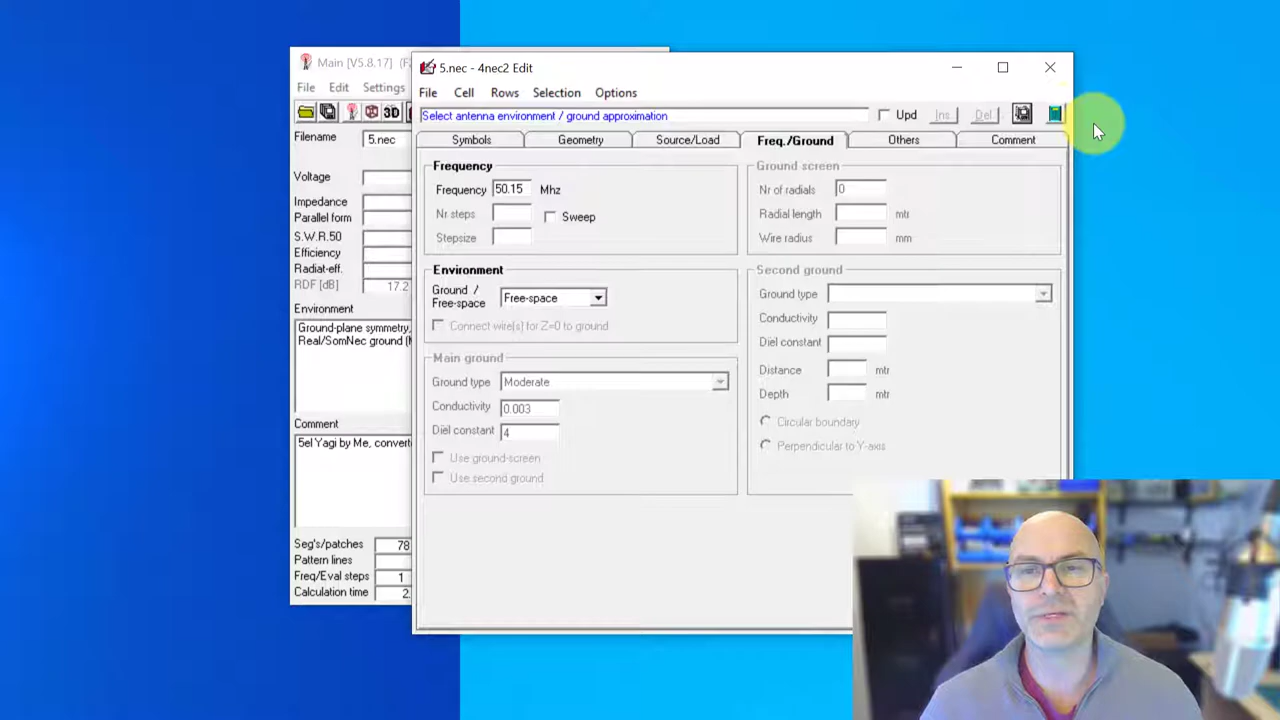 Main [V5.8.17] (F2
File Edit Settings
3D
Filename 5.nec
Voltage
Impedance
Parallel form
S.W.R.50
Efficiency
Radiat-eff.
RDF [dB] 17.2
Environment
Ground-plane symmetry,
Real/SomNec ground
Comment
5el Yagi by Me, converte
Seg's/patches 78
Pattern lines
Freq/Eval steps 1
Calculation time 2.
5.nec - 4nec2 Edit
File Cell Rows Selection Options
Select antenna environment / ground approximation
Upd Ins Del
Symbols Geometry Source/Load Freq./Ground Others Comment
Frequency
Frequency 50.15 Mhz
Nr steps Sweep
Stepsize
Environment
Ground / Free-space
Free-space
Connect wire(s) for Z=0 to ground
Main ground
Ground type Moderate
Conductivity 0.003
Diel constant 4
Use ground-screen
Use second ground
Ground screen
Nr of radials 0
Radial length mtr
Wire radius mm
Second ground
Ground type
Conductivity
Diel constant
Distance mtr
Depth mtr
Circular boundary
Perpendicular to Y-axis